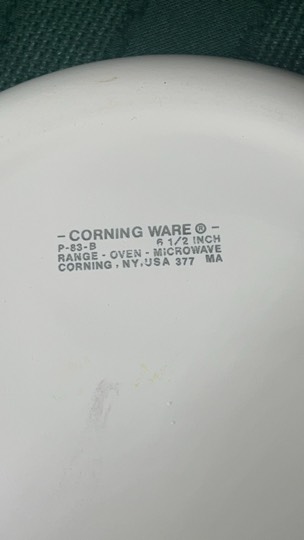 - CORNING WARE ® -
P-83-B 6 1/2 INCH
RANGE - OVEN - MICROWAVE
CORNING, NY, USA 377 MA